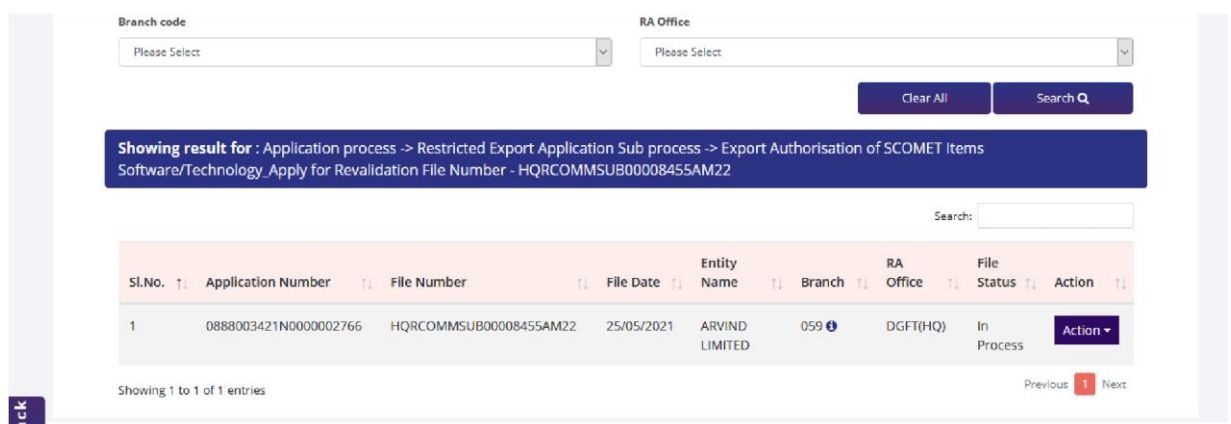 Branch code
RA Office
Please Select
Please Select
Clear All
Search
Showing result for : Application process -> Restricted Export Application Sub process -> Export Authorisation of SCOMET Items
Software/Technology_Apply for Revalidation File Number - HQRCOMMSUB00008455AM22
Search:
Sl.No. Application Number File Number File Date Entity Name Branch RA Office File Status Action
1 0888003421N0000002766 HQRCOMMSUB00008455AM22 25/05/2021 ARVIND LIMITED 059 DGFT(HQ) In Process Action
Showing 1 to 1 of 1 entries
Previous 1 Next